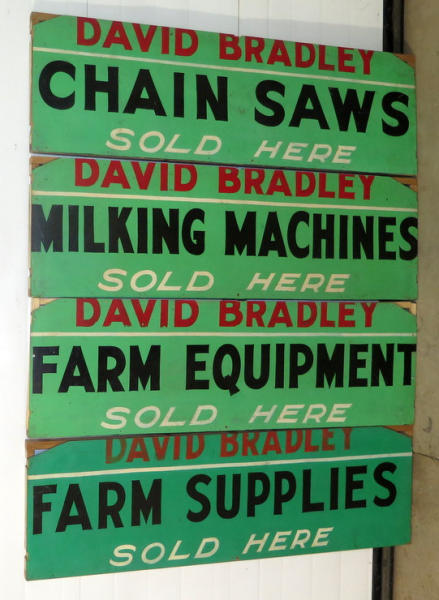 DAVID BRADLEY
CHAIN SAWS
SOLD HERE
DAVID BRADLEY
MILKING MACHINES
SOLD HERE
DAVID BRADLEY
FARM EQUIPMENT
SOLD HERE
DAVID BRADLEY
FARM SUPPLIES
SOLD HERE